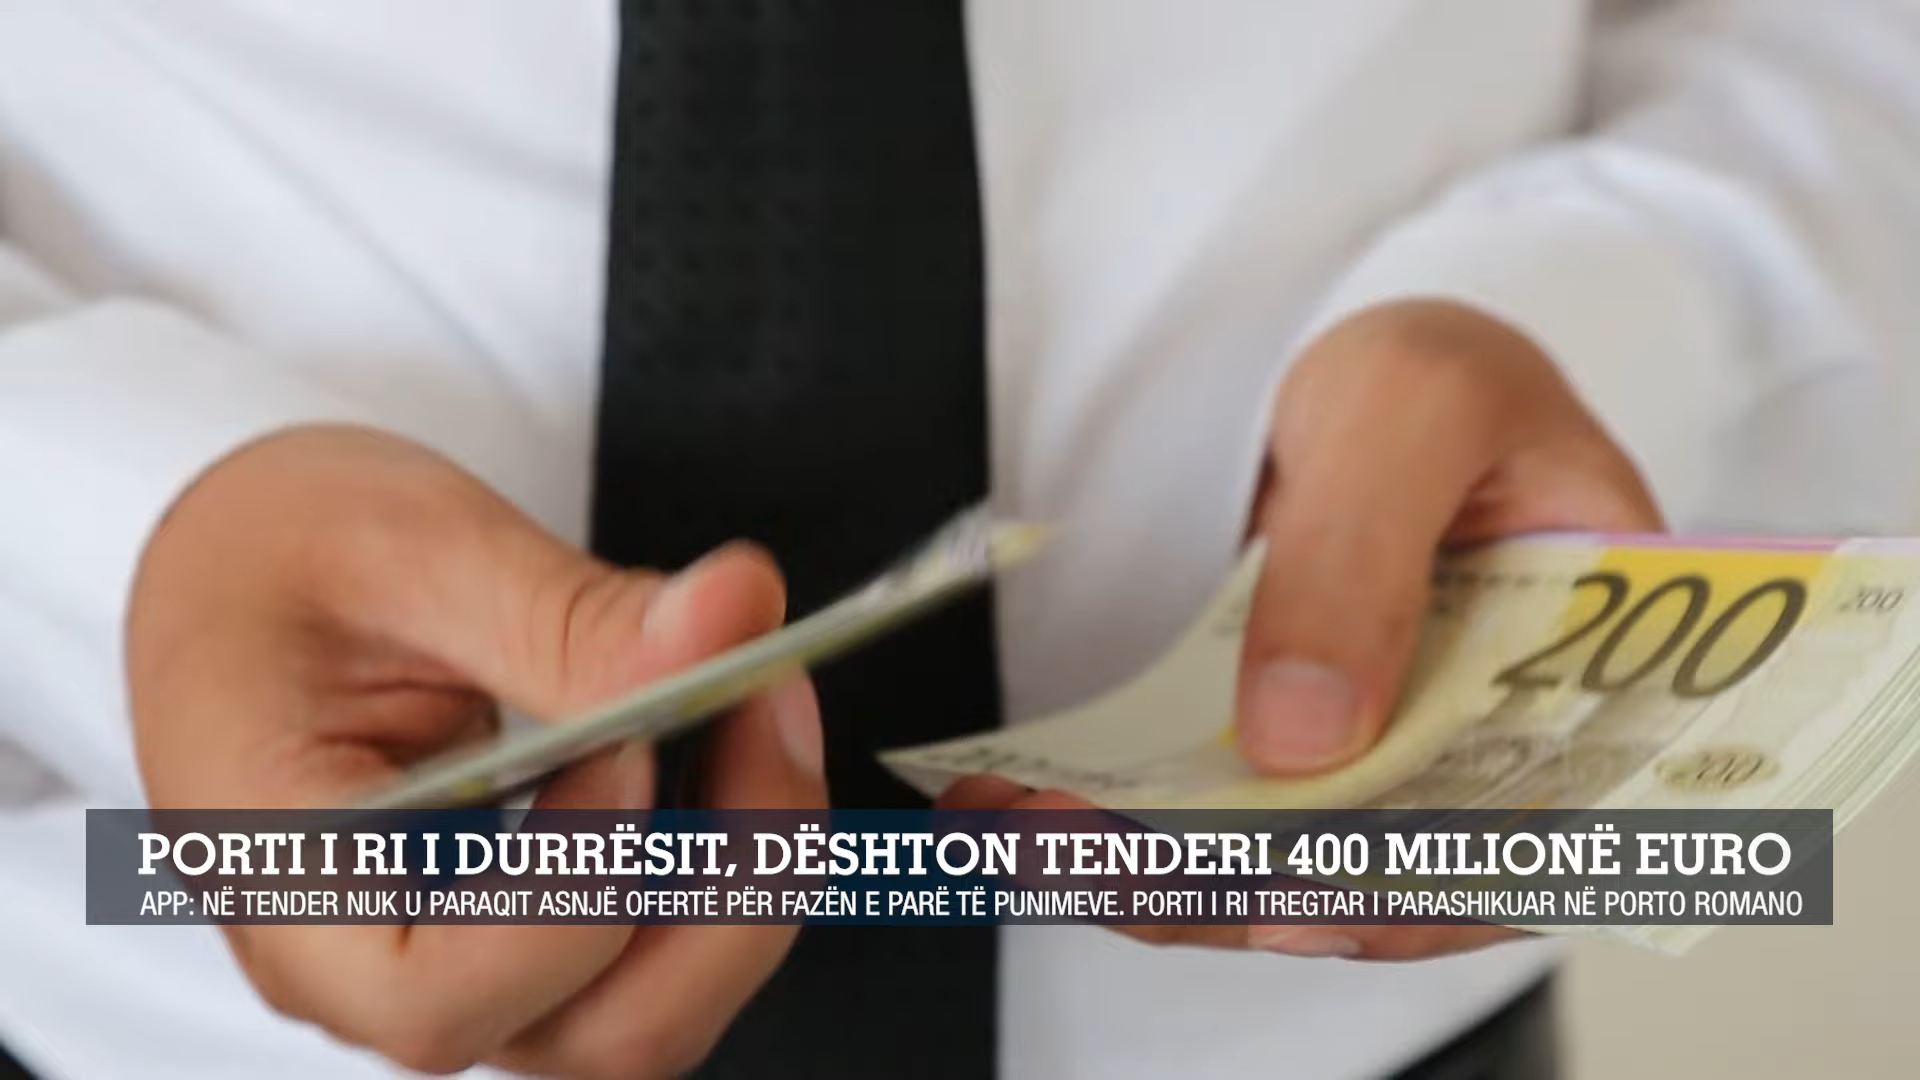 200
200
200
PORTI I RI I DURRËSIT, DËSHTON TENDERI 400 MILIONË EURO
APP: NË TENDER NUK U PARAQIT ASNJË OFERTË PËR FAZËN E PARË TË PUNIMEVE. PORTI I RI TREGTAR I PARASHIKUAR NË PORTO ROMANO